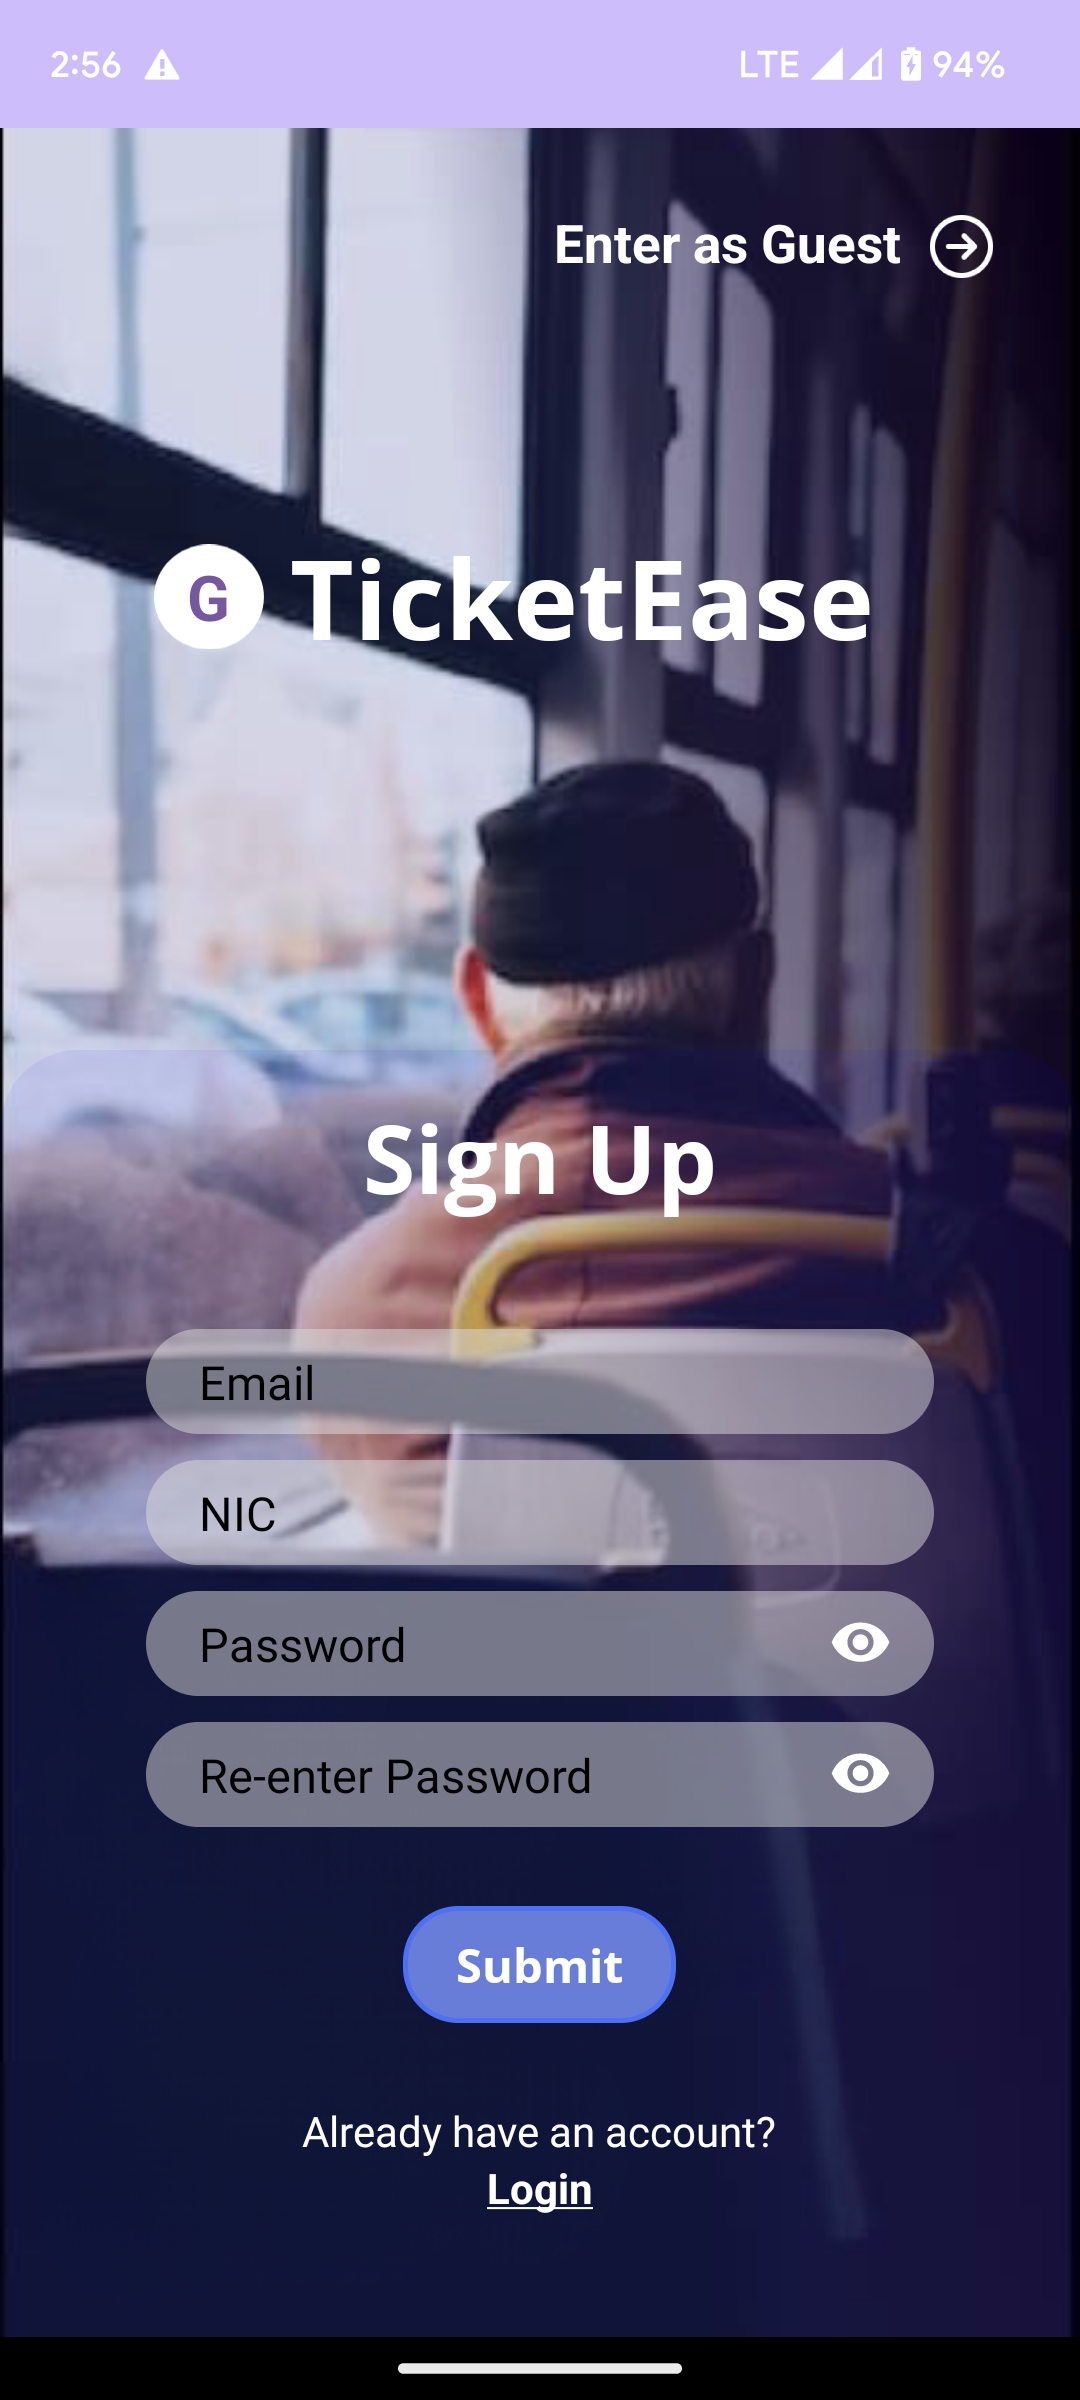 2:56 LTE 94%
Enter as Guest
G TicketEase
Sign Up
Email
NIC
Password
Re-enter Password
Submit
Already have an account?
Login